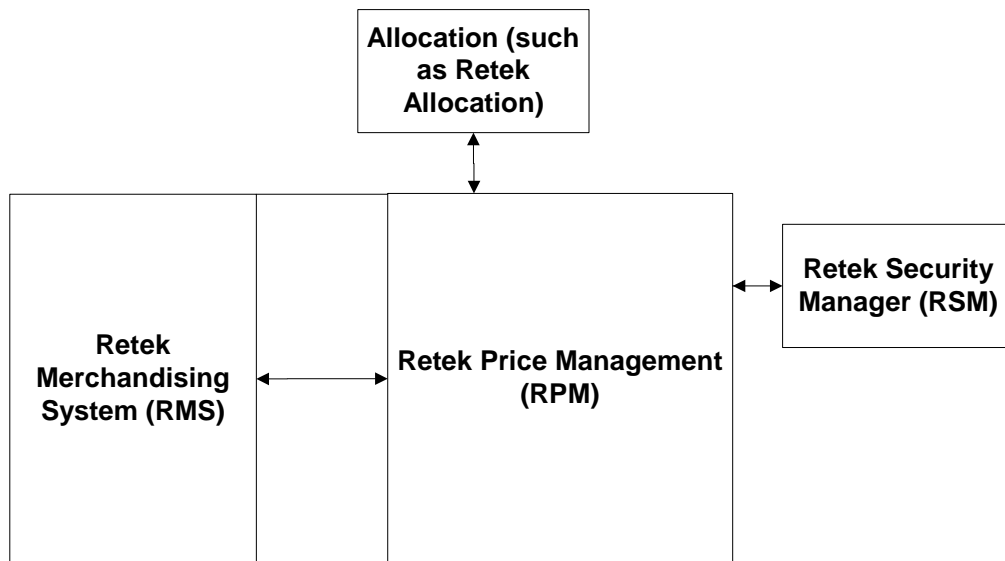 Allocation (such
as Retek
Allocation)
Retek Security
Manager (RSM)
Retek
Merchandising
System (RMS)
Retek Price Management
(RPM)